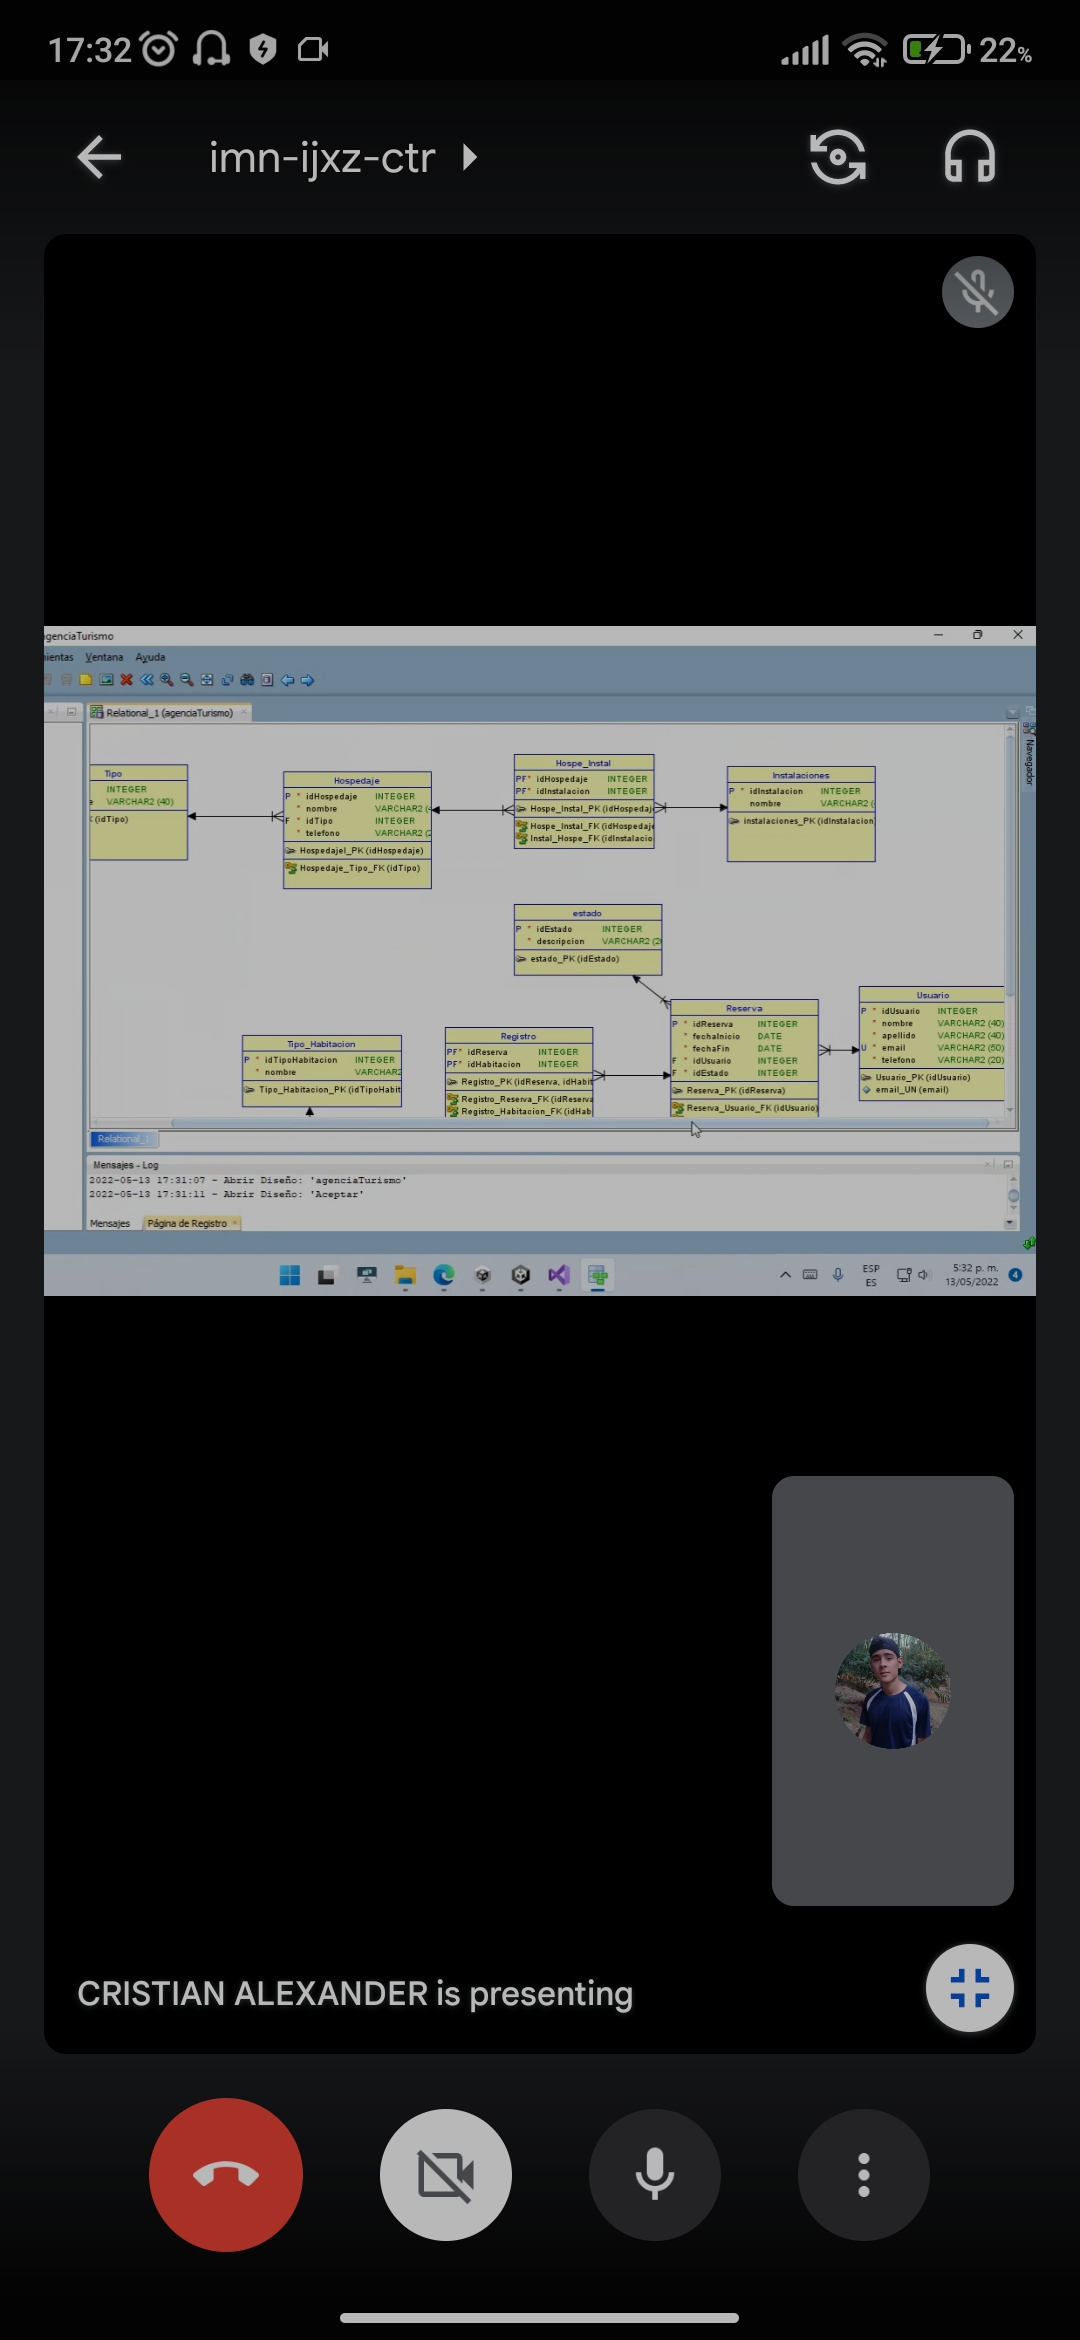 17:32
22%
imn-ijxz-ctr
agenciaTurismo
Ventana Ayuda
Relational_1 (agenciaTurismo)
Navegador
Tipo
INTEGER
VARCHAR2 (40)
(idTipo)
Hospedaje
P * idHospedaje INTEGER
* nombre VARCHAR2
F * idTipo INTEGER
* telefono VARCHAR2
Hospedajel_PK (idHospedaje)
Hospedaje_Tipo_FK (idTipo)
Hospe_Instal
PF* idHospedaje INTEGER
PF* idInstalacion INTEGER
Hospe_Instal_PK (idHospedaj
Hospe_Instal_FK (idHospedaje
Instal_Hospe_FK (idInstalacio
Instalaciones
P * idInstalacion INTEGER
nombre VARCHAR2
instalaciones_PK (idInstalacion
estado
P * idEstado INTEGER
* descripcion VARCHAR2 (2
estado_PK (idEstado)
Tipo_Habitacion
P * idTipoHabitacion INTEGER
* nombre VARCHAR2
Tipo_Habitacion_PK (idTipoHabit
Registro
PF* idReserva INTEGER
PF* idHabitacion INTEGER
Registro_PK (idReserva, idHabit
Registro_Reserva_FK (idReserva
Registro_Habitacion_FK (idHab
Reserva
P * idReserva INTEGER
* fechaInicio DATE
* fechaFin DATE
F * idUsuario INTEGER
F * idEstado INTEGER
Reserva_PK (idReserva)
Reserva_Usuario_FK (idUsuario)
Usuario
P * idUsuario INTEGER
* nombre VARCHAR2 (40)
* apellido VARCHAR2 (40)
U * email VARCHAR2 (50)
* telefono VARCHAR2 (20)
Usuario_PK (idUsuario)
email_UN (email)
Relational_1
Mensajes - Log
2022-05-13 17:31:07 - Abrir Diseño: 'agenciaTurismo'
2022-05-13 17:31:11 - Abrir Diseño: 'Aceptar'
Mensajes Página de Registro
ESP
ES
5:32 p. m.
13/05/2022
4
CRISTIAN ALEXANDER is presenting